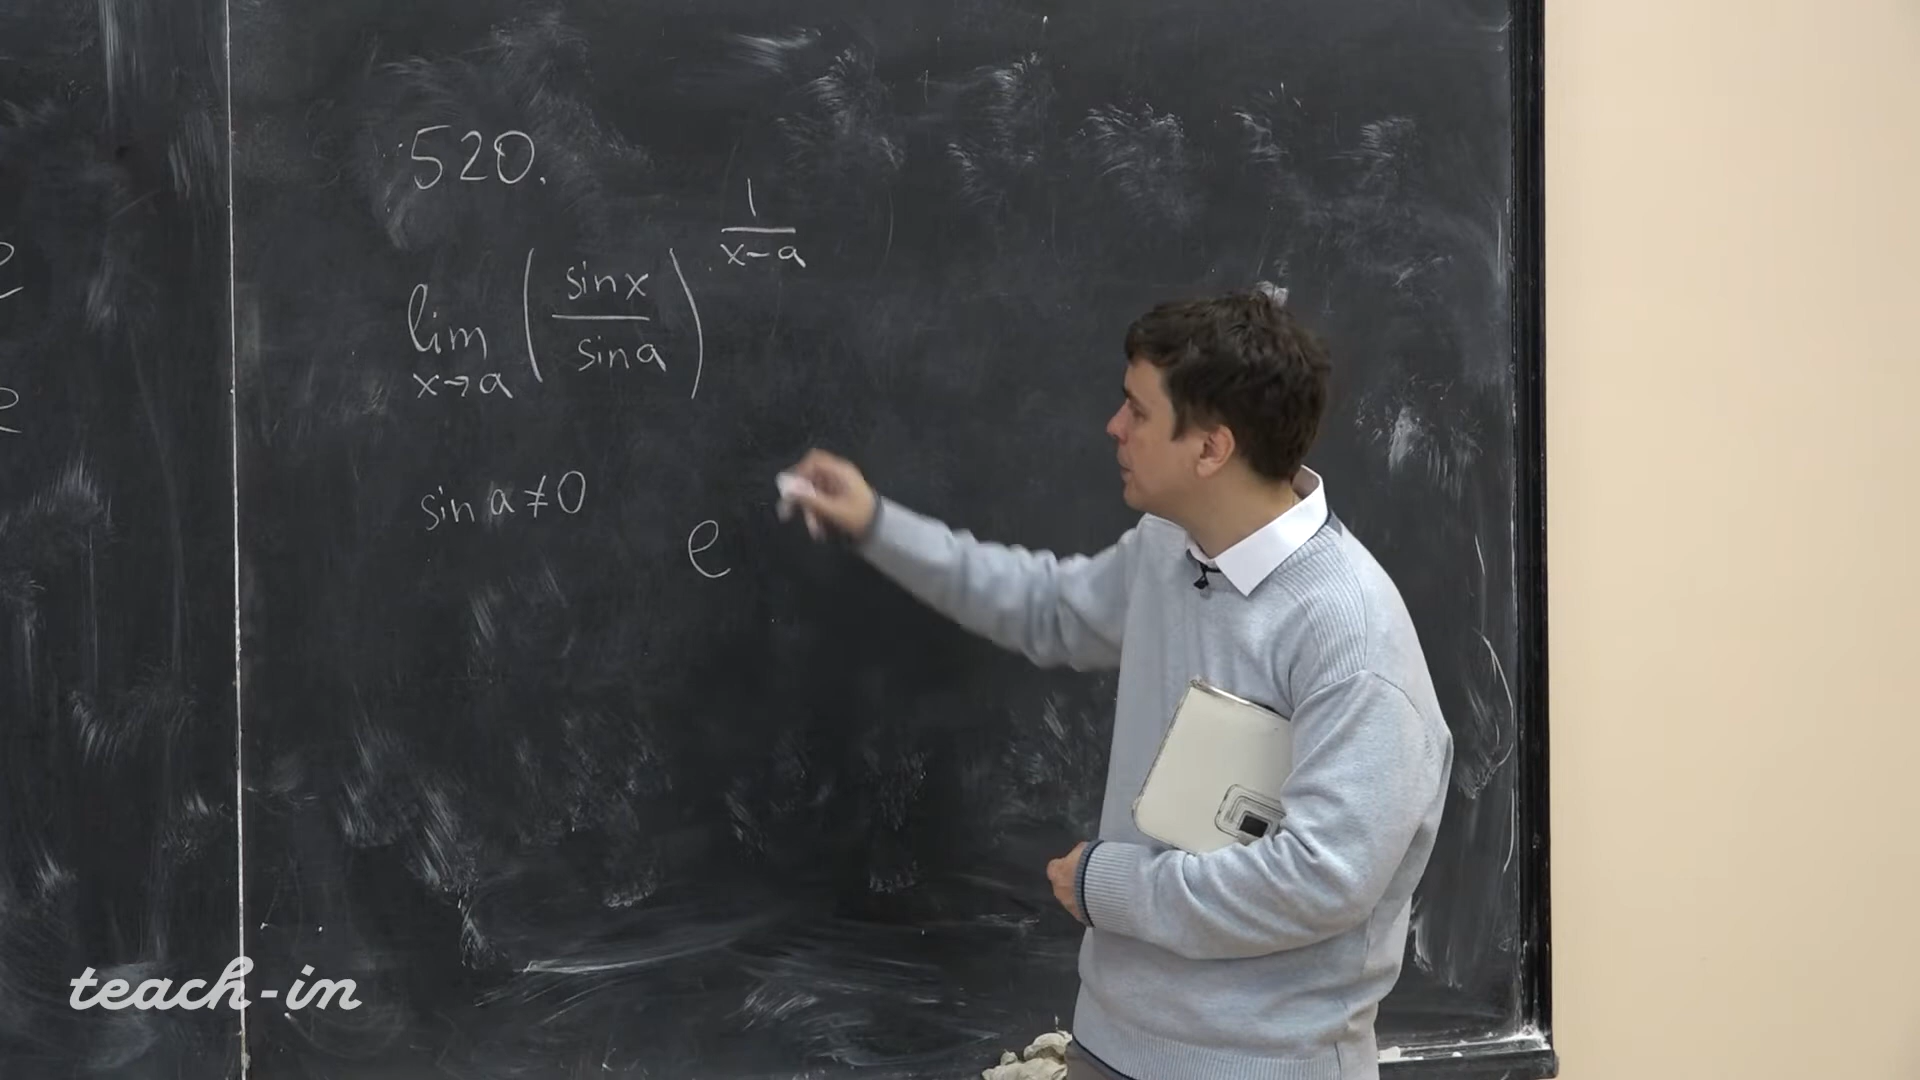 520.
lim x→a (sin x / sin a)^(1/(x-a))
sin a ≠ 0
e
teach-in